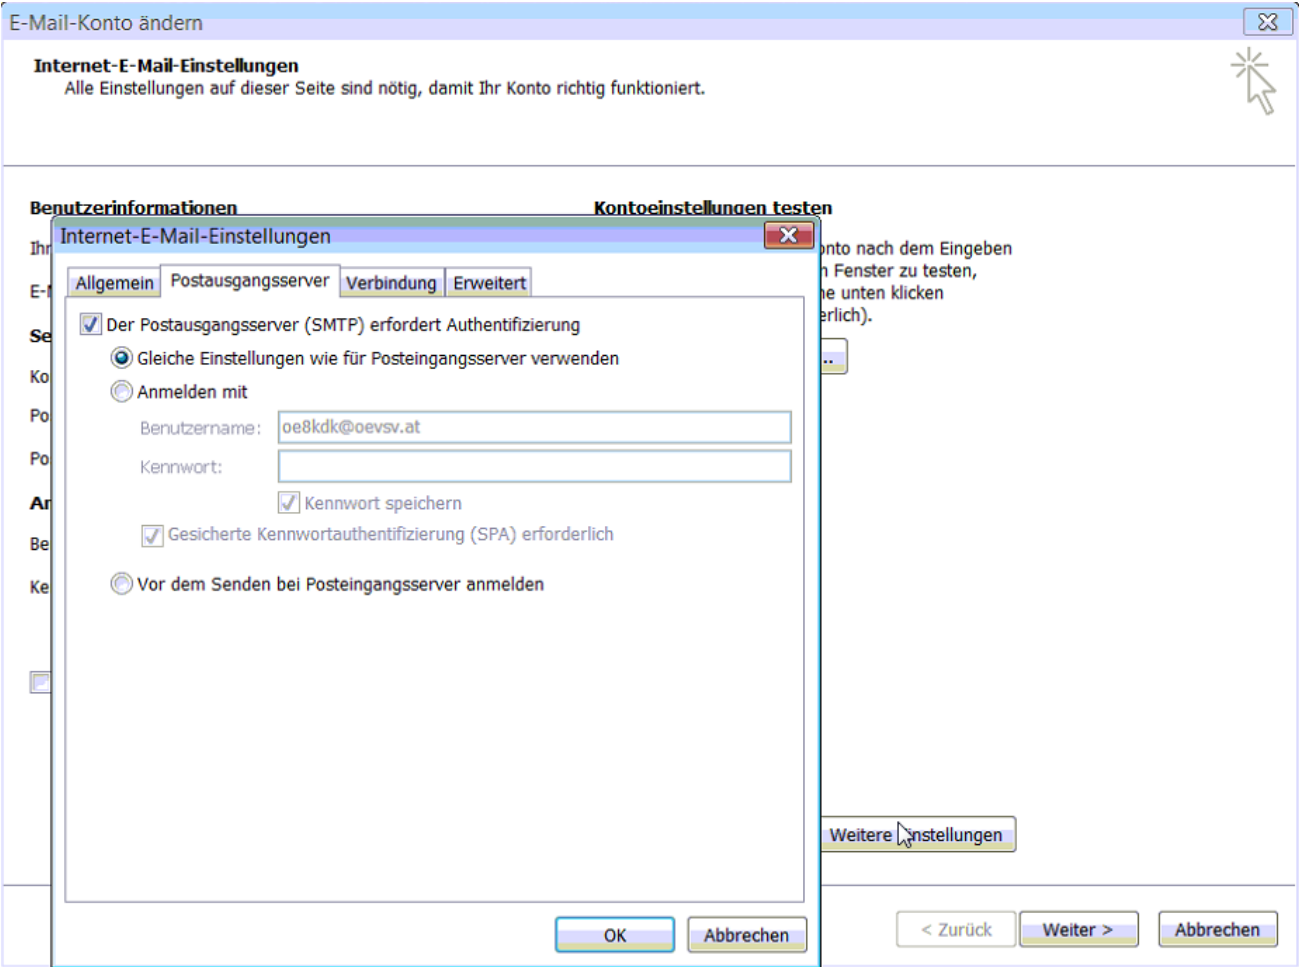 E-Mail-Konto ändern
Internet-E-Mail-Einstellungen
Alle Einstellungen auf dieser Seite sind nötig, damit Ihr Konto richtig funktioniert.
Benutzerinformationen
Kontoeinstellungen testen
Internet-E-Mail-Einstellungen
nach dem Eingeben
Fenster zu testen,
unten klicken
Allgemein
Postausgangsserver
Verbindung
Erweitert
Der Postausgangsserver (SMTP) erfordert Authentifizierung
Gleiche Einstellungen wie für Posteingangsserver verwenden
..
Anmelden mit
Benutzername:
oe8kdk@oevsv.at
Kennwort:
Kennwort speichern
Gesicherte Kennwortauthentifizierung (SPA) erforderlich
Vor dem Senden bei Posteingangsserver anmelden
Weitere Einstellungen
OK
Abbrechen
< Zurück
Weiter >
Abbrechen